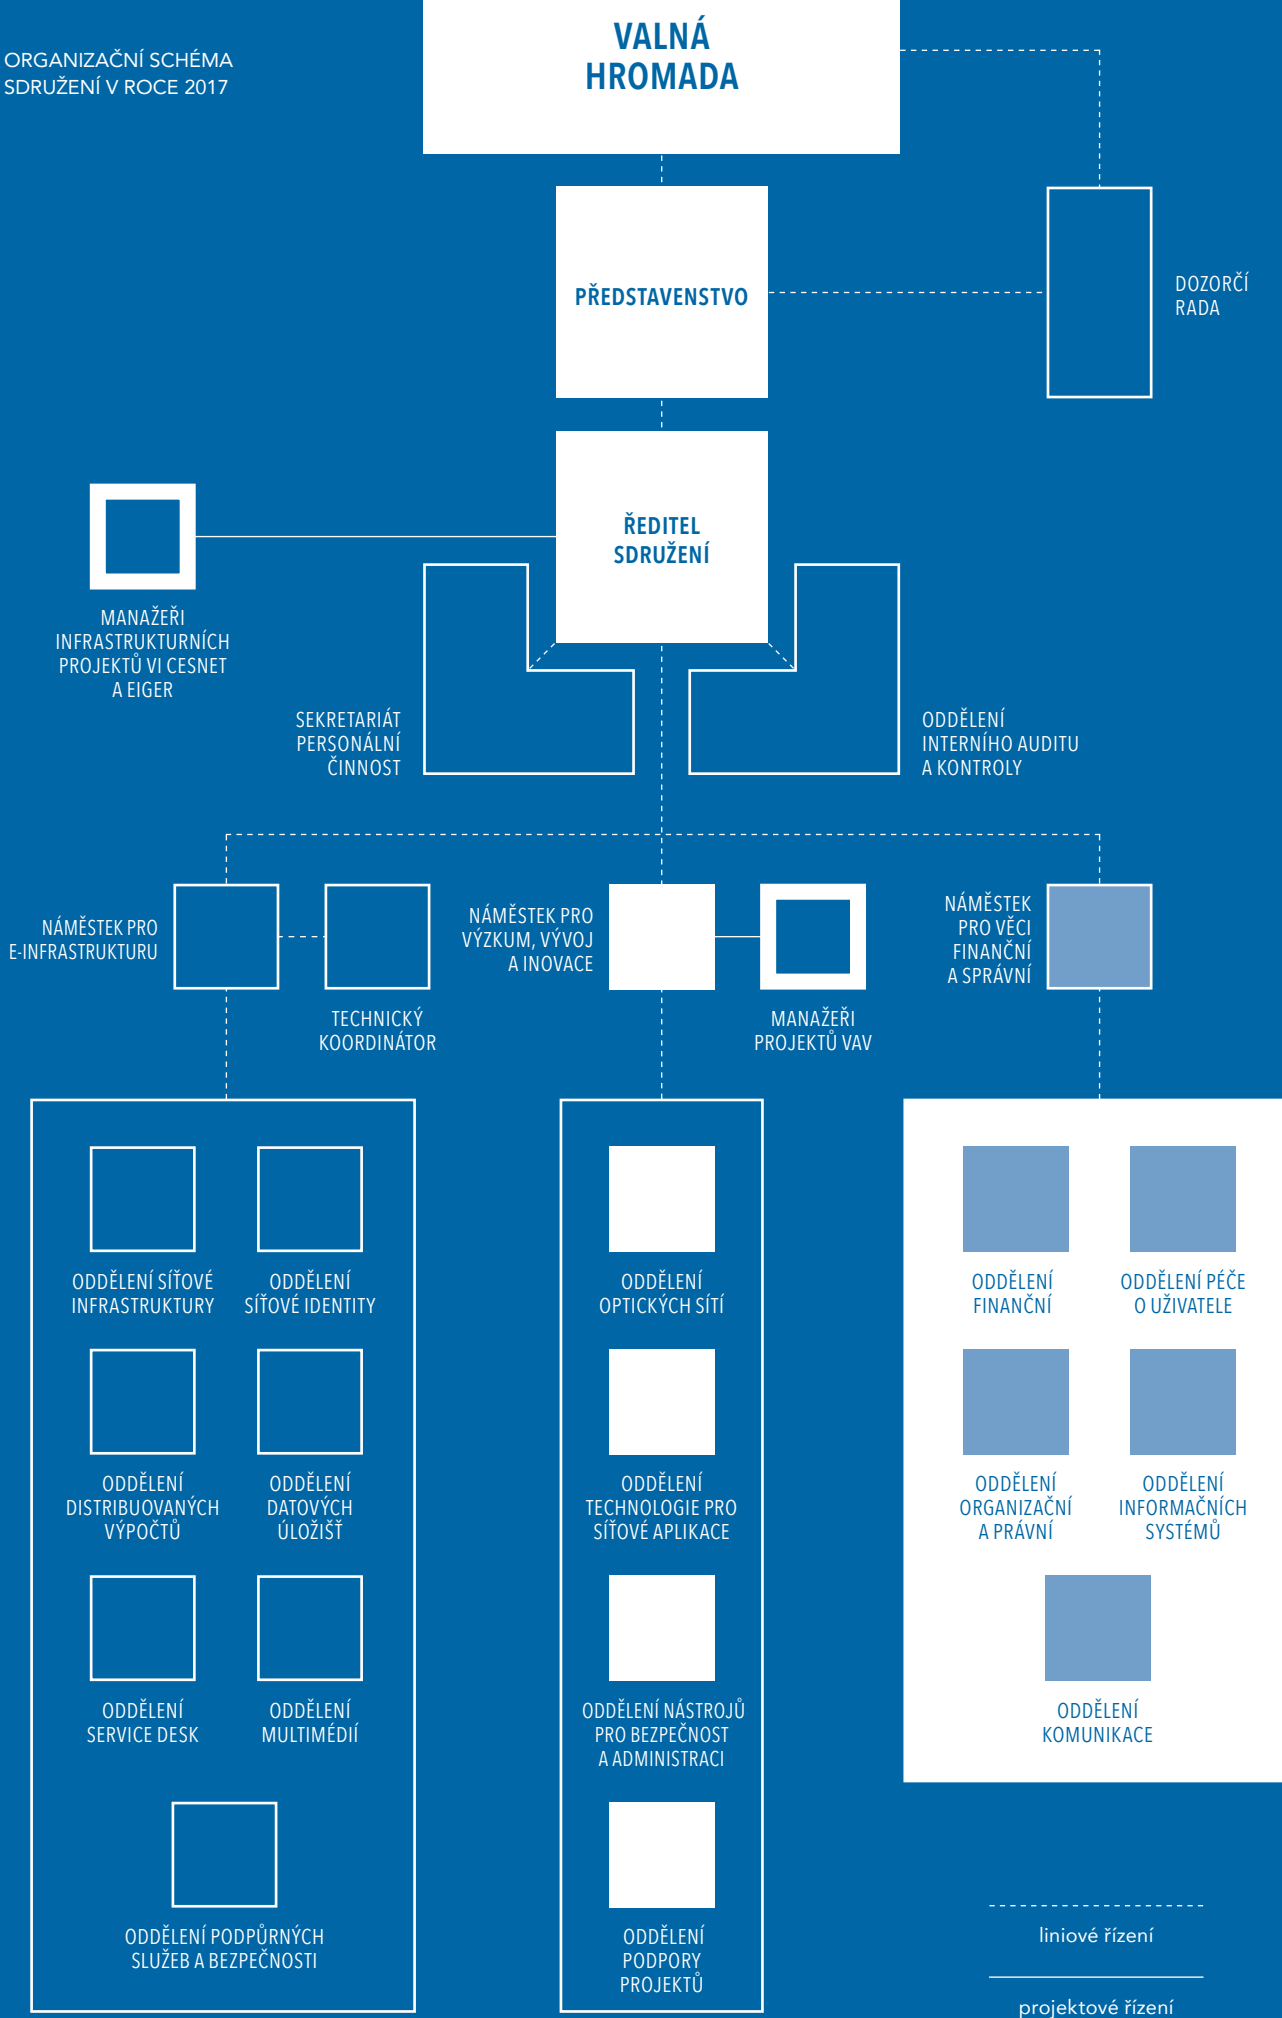 ORGANIZAČNÍ SCHÉMA
SDRUŽENÍ V ROCE 2017
VALNÁ
HROMADA
PŘEDSTAVENSTVO
DOZORČÍ
RADA
ŘEDITEL
SDRUŽENÍ
MANAŽEŘI
INFRASTRUKTURNÍCH
PROJEKTŮ VI CESNET
A EIGER
SEKRETARIÁT
PERSONÁLNÍ
ČINNOST
ODDĚLENÍ
INTERNÍHO AUDITU
A KONTROLY
NÁMĚSTEK PRO
E-INFRASTRUKTURU
TECHNICKÝ
KOORDINÁTOR
NÁMĚSTEK PRO
VÝZKUM, VÝVOJ
A INOVACE
MANAŽEŘI
PROJEKTŮ VAV
NÁMĚSTEK
PRO VĚCI
FINANČNÍ
A SPRÁVNÍ
ODDĚLENÍ SÍŤOVÉ
INFRASTRUKTURY
ODDĚLENÍ
SÍŤOVÉ IDENTITY
ODDĚLENÍ
DISTRIBUOVANÝCH
VÝPOČTŮ
ODDĚLENÍ
DATOVÝCH
ÚLOŽIŠŤ
ODDĚLENÍ
SERVICE DESK
ODDĚLENÍ
MULTIMÉDIÍ
ODDĚLENÍ PODPŮRNÝCH
SLUŽEB A BEZPEČNOSTI
ODDĚLENÍ
OPTICKÝCH SÍTÍ
ODDĚLENÍ
TECHNOLOGIE PRO
SÍŤOVÉ APLIKACE
ODDĚLENÍ NÁSTROJŮ
PRO BEZPEČNOST
A ADMINISTRACI
ODDĚLENÍ
PODPORY
PROJEKTŮ
ODDĚLENÍ
FINANČNÍ
ODDĚLENÍ PÉČE
O UŽIVATELE
ODDĚLENÍ
ORGANIZAČNÍ
A PRÁVNÍ
ODDĚLENÍ
INFORMAČNÍCH
SYSTÉMŮ
ODDĚLENÍ
KOMUNIKACE
liniové řízení
projektové řízení